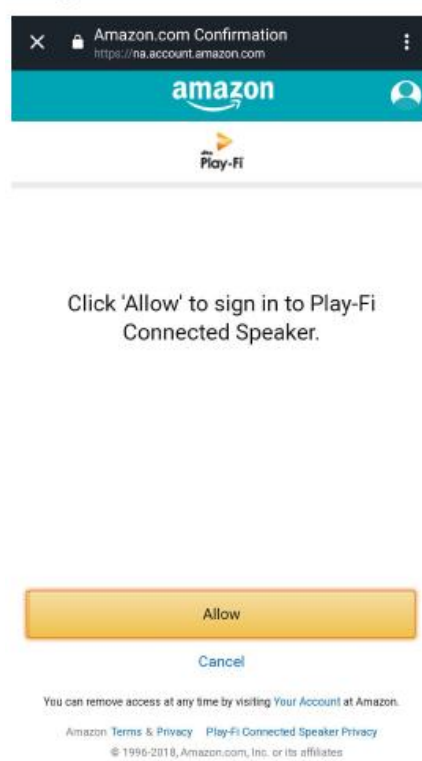 Amazon.com Confirmation
https://na.account.amazon.com
amazon
dts
Play-Fi
Click 'Allow' to sign in to Play-Fi
Connected Speaker.
Allow
Cancel
You can remove access at any time by visiting Your Account at Amazon.
Amazon Terms & Privacy Play-Fi Connected Speaker Privacy
© 1996-2018, Amazon.com, Inc. or its affiliates